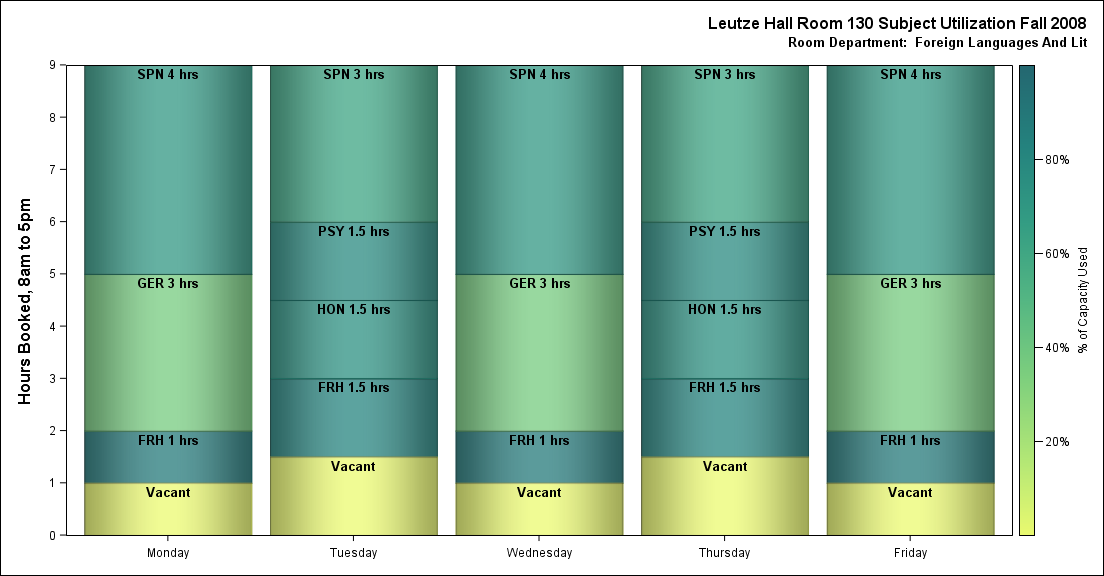 Leutze Hall Room 130 Subject Utilization Fall 2008
Room Department:  Foreign Languages And Lit
Hours Booked, 8am to 5pm
9
8
7
6
5
4
3
2
1
0
SPN 4 hrs
GER 3 hrs
FRH 1 hrs
Vacant
Monday
SPN 3 hrs
PSY 1.5 hrs
HON 1.5 hrs
FRH 1.5 hrs
Vacant
Tuesday
SPN 4 hrs
GER 3 hrs
FRH 1 hrs
Vacant
Wednesday
SPN 3 hrs
PSY 1.5 hrs
HON 1.5 hrs
FRH 1.5 hrs
Vacant
Thursday
SPN 4 hrs
GER 3 hrs
FRH 1 hrs
Vacant
Friday
80%
60%
40%
20%
% of Capacity Used